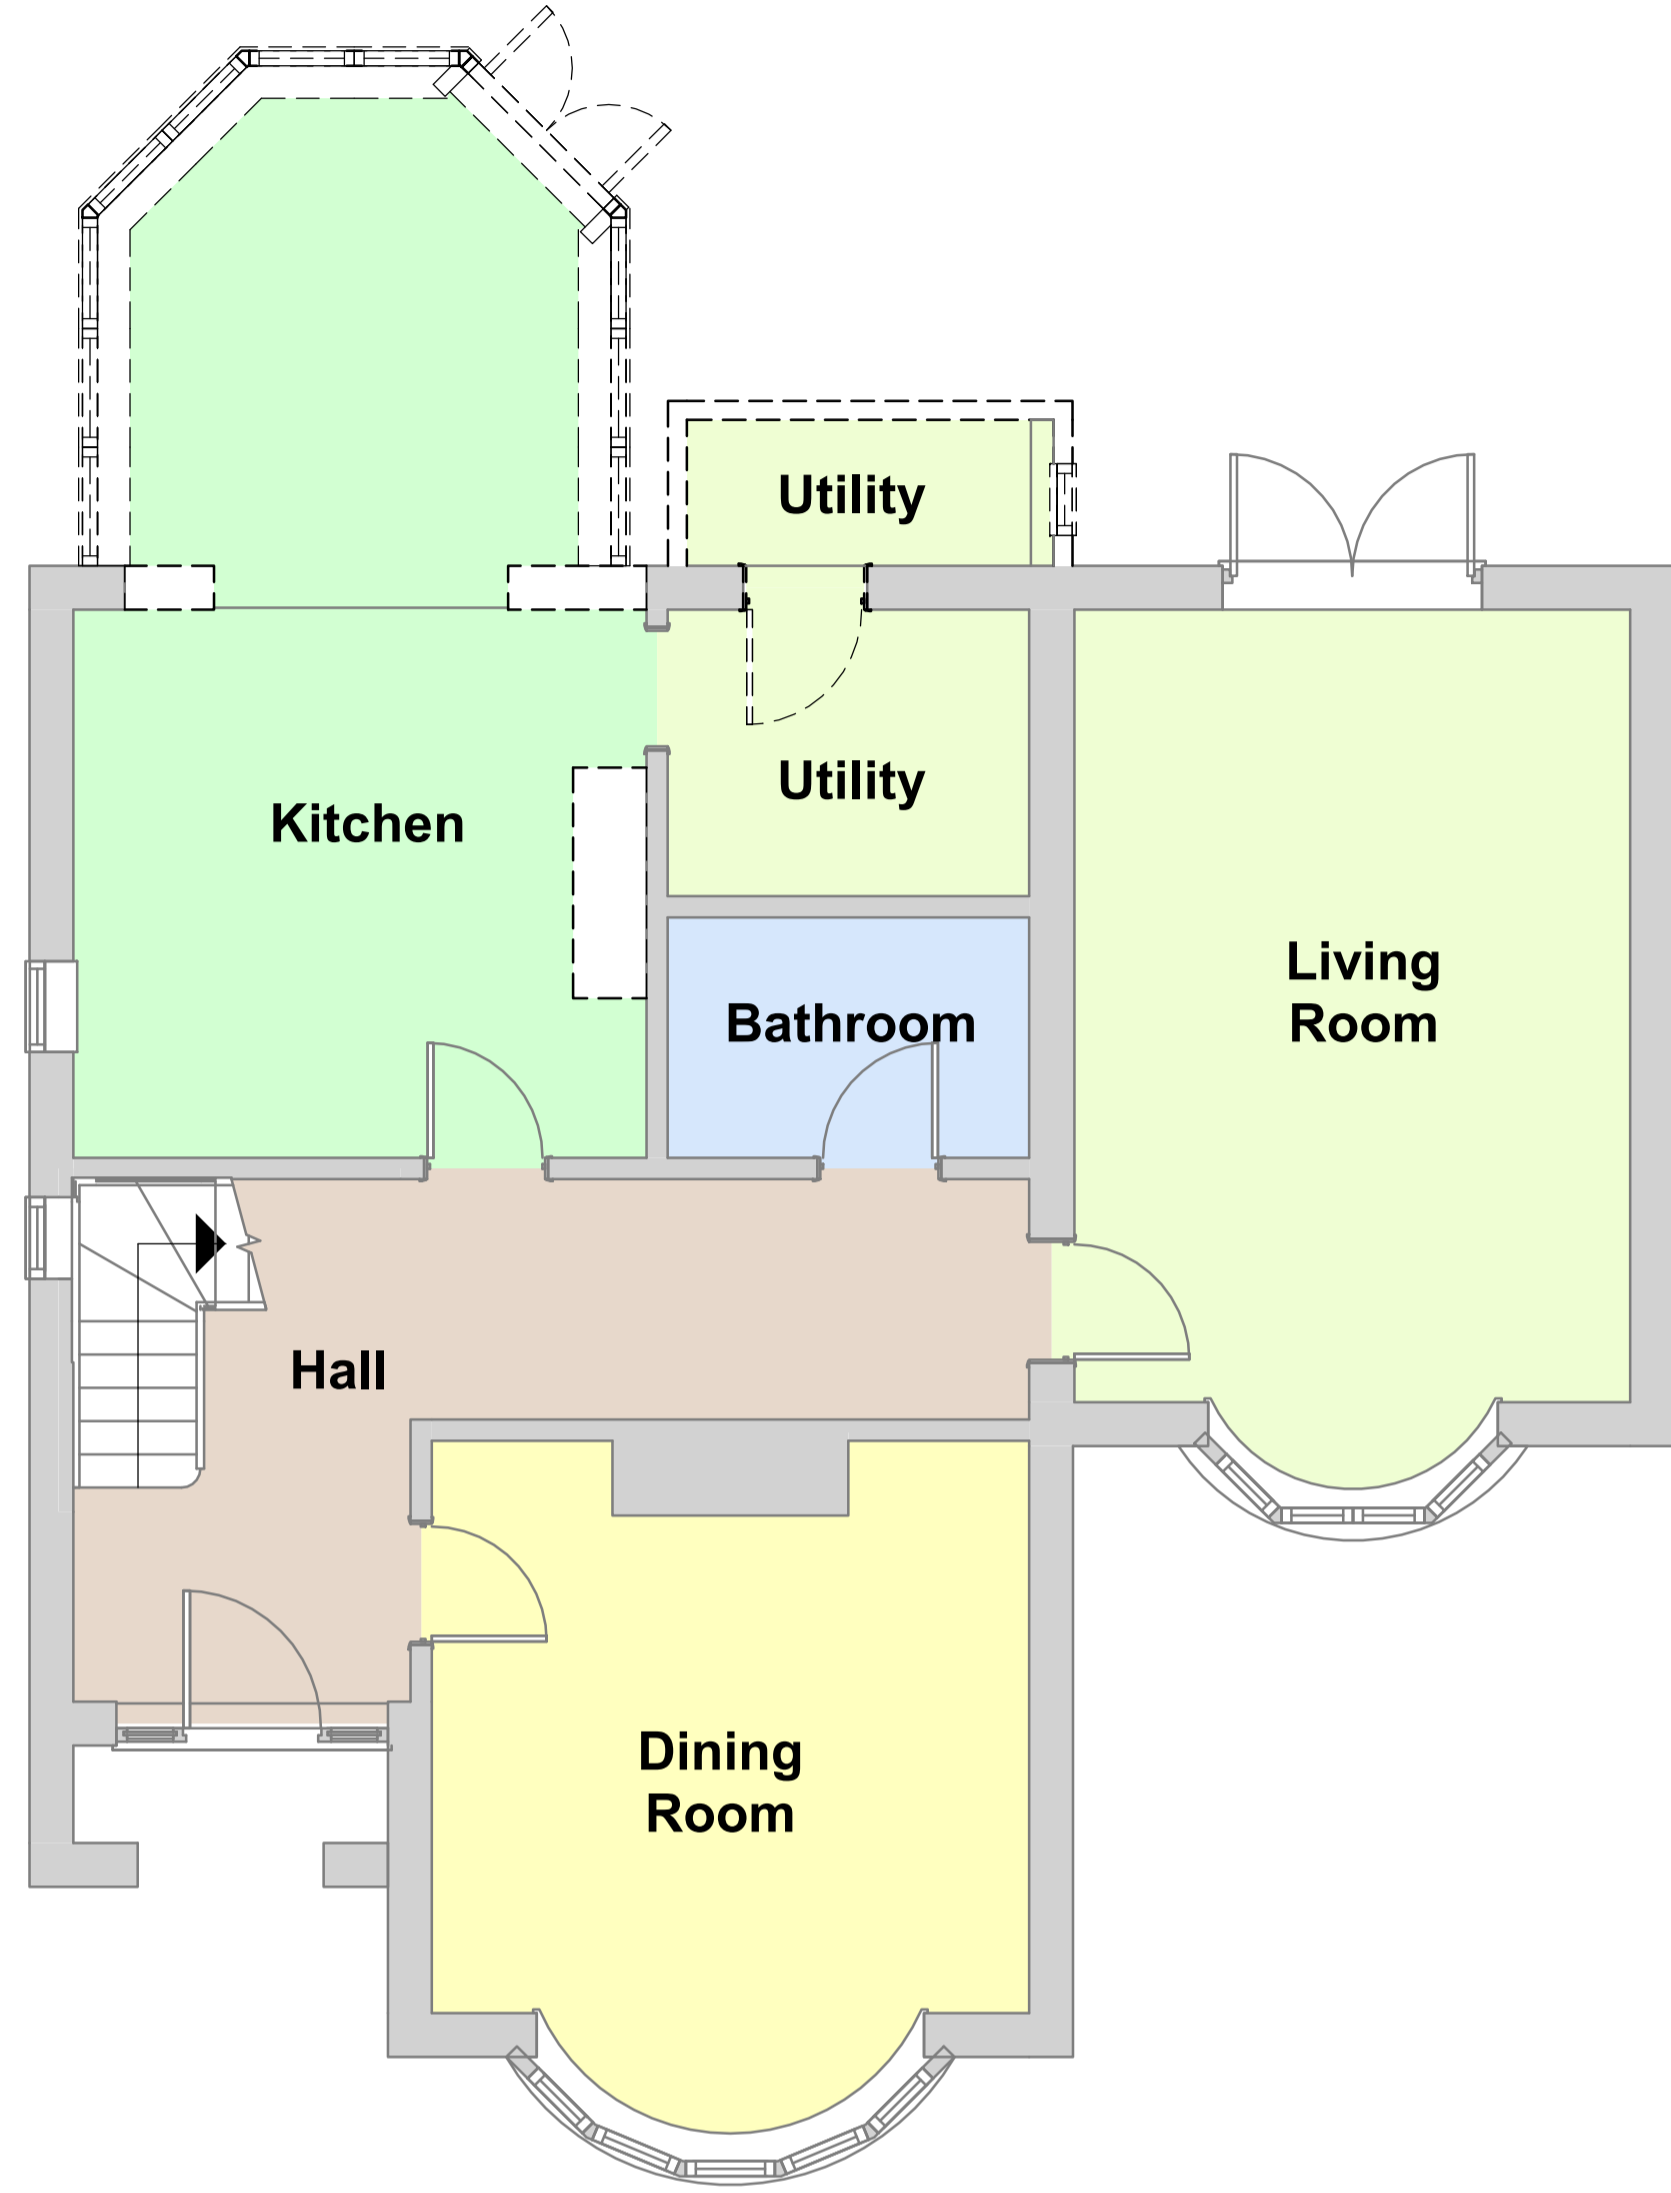 Utility
Utility
Kitchen
Living
Room
Bathroom
Hall
Dining
Room